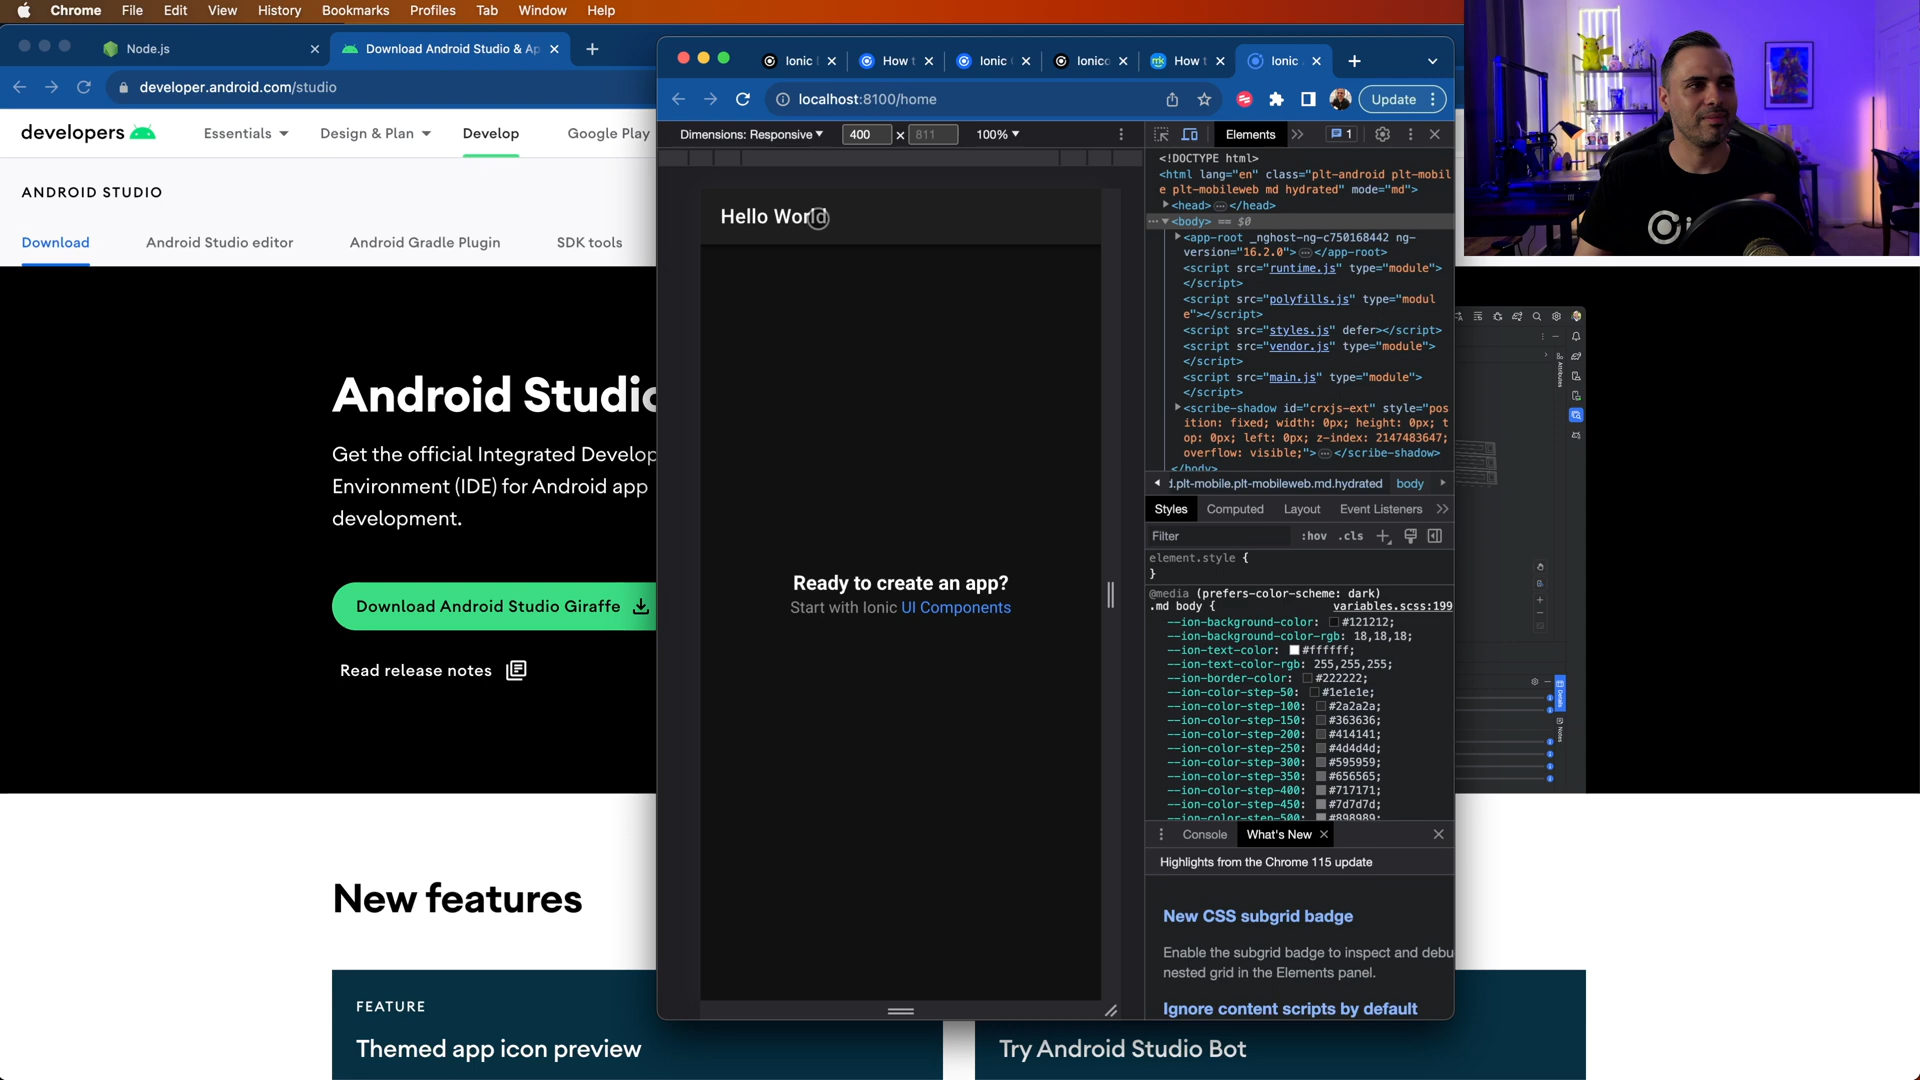 Chrome File Edit View History Bookmarks Profiles Tab Window Help
Node.js
Download Android Studio & Ap
developer.android.com/studio
developers Essentials Design & Plan Develop Google Play
ANDROID STUDIO
Download Android Studio editor Android Gradle Plugin SDK tools
Android Studio
Get the official Integrated Develop
Environment (IDE) for Android app
development.
Download Android Studio Giraffe
Read release notes
New features
FEATURE
Themed app icon preview
Try Android Studio Bot
Ionic How t Ionic Ionico How t Ionic
localhost:8100/home
Update
Dimensions: Responsive 400 x 811 100%
Hello World
Ready to create an app?
Start with Ionic UI Components
Elements 1
<!DOCTYPE html>
<html lang="en" class="plt-android plt-mobil
e plt-mobileweb md hydrated" mode="md">
<head> </head>
<body> == $0
<app-root _nghost-ng-c750168442 ng-
version="16.2.0"> </app-root>
<script src="runtime.js" type="module">
</script>
<script src="polyfills.js" type="modul
e"></script>
<script src="styles.js" defer></script>
<script src="vendor.js" type="module">
</script>
<script src="main.js" type="module">
</script>
<scribe-shadow id="crxjs-ext" style="pos
ition: fixed; width: 0px; height: 0px; t
op: 0px; left: 0px; z-index: 2147483647;
overflow: visible;"> </scribe-shadow>
</body>
d.plt-mobile.plt-mobileweb.md.hydrated body
Styles Computed Layout Event Listeners
Filter :hov .cls
element.style {
}
@media (prefers-color-scheme: dark)
.md body { variables.scss:199
--ion-background-color: #121212;
--ion-background-color-rgb: 18,18,18;
--ion-text-color: #ffffff;
--ion-text-color-rgb: 255,255,255;
--ion-border-color: #222222;
--ion-color-step-50: #1e1e1e;
--ion-color-step-100: #2a2a2a;
--ion-color-step-150: #363636;
--ion-color-step-200: #414141;
--ion-color-step-250: #4d4d4d;
--ion-color-step-300: #595959;
--ion-color-step-350: #656565;
--ion-color-step-400: #717171;
--ion-color-step-450: #7d7d7d;
--ion-color-step-500: #898989;
Console What's New
Highlights from the Chrome 115 update
New CSS subgrid badge
Enable the subgrid badge to inspect and debu
nested grid in the Elements panel.
Ignore content scripts by default